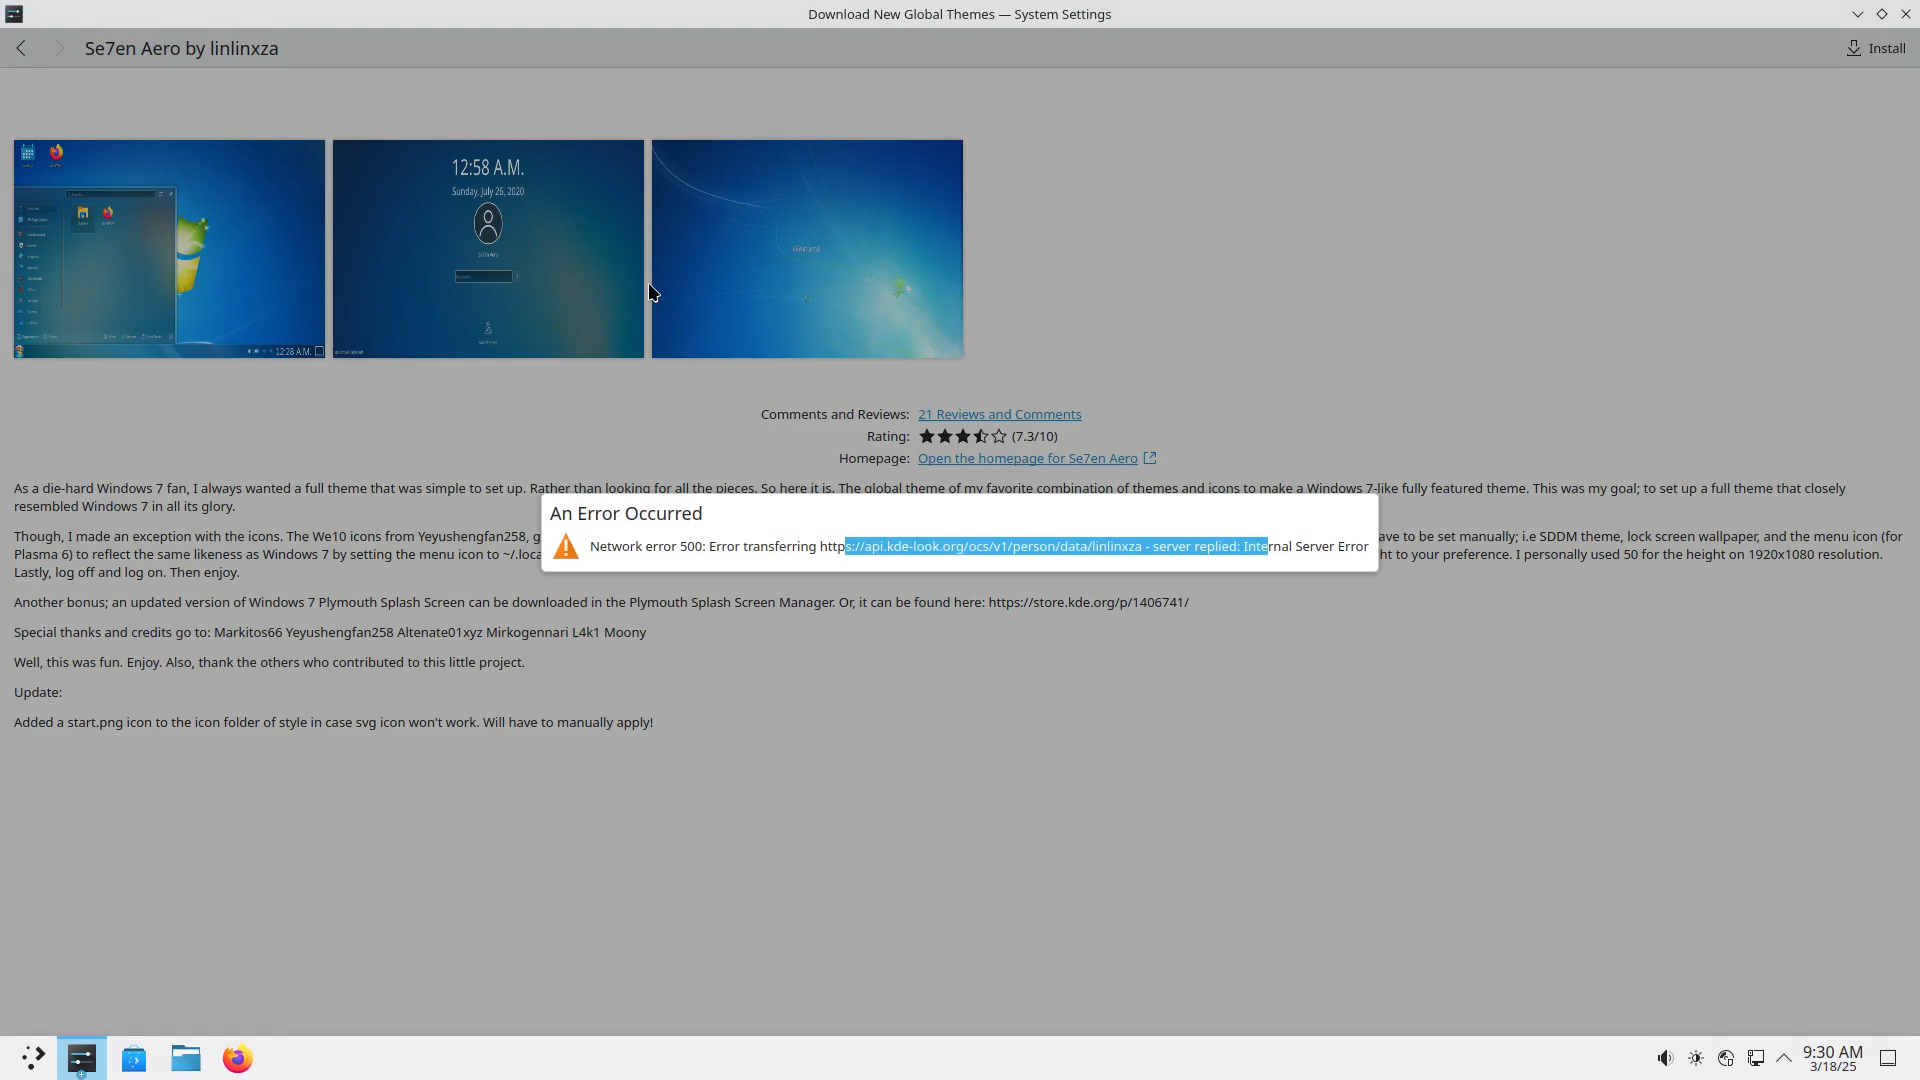 Download New Global Themes — System Settings
Se7en Aero by linlinxza
Install
12:58 A.M.
Sunday, July 26, 2020
Se7en Aero
Welcome
12:28 A.M.
Comments and Reviews: 21 Reviews and Comments
Rating: (7.3/10)
Homepage: Open the homepage for Se7en Aero
As a die-hard Windows 7 fan, I always wanted a full theme that was simple to set up. Rather than looking for all the pieces. So here it is. The global theme of my favorite combination of themes and icons to make a Windows 7-like fully featured theme. This was my goal; to set up a full theme that closely
resembled Windows 7 in all its glory.
An Error Occurred
Network error 500: Error transferring https://api.kde-look.org/ocs/v1/person/data/linlinxza - server replied: Internal Server Error
Though, I made an exception with the icons. The We10 icons from Yeyushengfan258, g ave to be set manually; i.e SDDM theme, lock screen wallpaper, and the menu icon (for
Plasma 6) to reflect the same likeness as Windows 7 by setting the menu icon to ~/.loca ht to your preference. I personally used 50 for the height on 1920x1080 resolution.
Lastly, log off and log on. Then enjoy.
Another bonus; an updated version of Windows 7 Plymouth Splash Screen can be downloaded in the Plymouth Splash Screen Manager. Or, it can be found here: https://store.kde.org/p/1406741/
Special thanks and credits go to: Markitos66 Yeyushengfan258 Altenate01xyz Mirkogennari L4k1 Moony
Well, this was fun. Enjoy. Also, thank the others who contributed to this little project.
Update:
Added a start.png icon to the icon folder of style in case svg icon won't work. Will have to manually apply!
9:30 AM
3/18/25